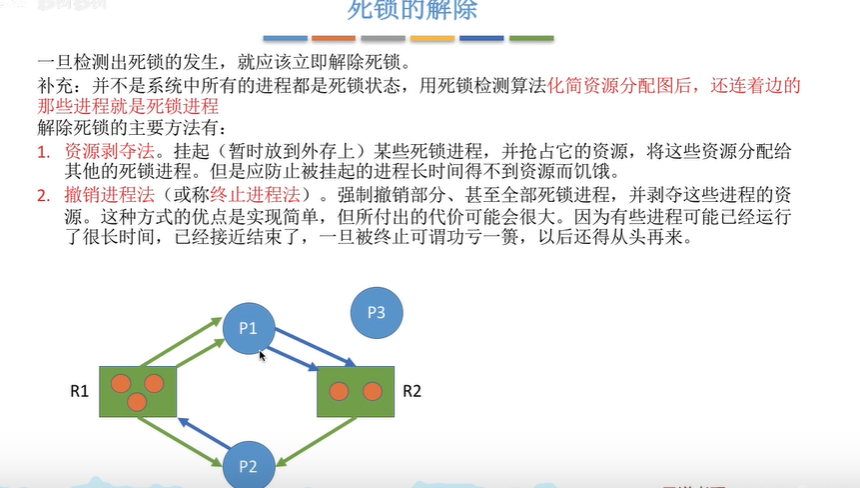 死锁的解除
一旦检测出死锁的发生，就应该立即解除死锁。
补充：并不是系统中所有的进程都是死锁状态，用死锁检测算法化简资源分配图后，还连着边的
那些进程就是死锁进程
解除死锁的主要方法有：
1. 资源剥夺法。挂起（暂时放到外存上）某些死锁进程，并抢占它的资源，将这些资源分配给
其他的死锁进程。但是应防止被挂起的进程长时间得不到资源而饥饿。
2. 撤销进程法（或称终止进程法）。强制撤销部分、甚至全部死锁进程，并剥夺这些进程的资
源。这种方式的优点是实现简单，但所付出的代价可能会很大。因为有些进程可能已经运行
了很长时间，已经接近结束了，一旦被终止可谓功亏一篑，以后还得从头再来。
P3
P1
R1
R2
P2